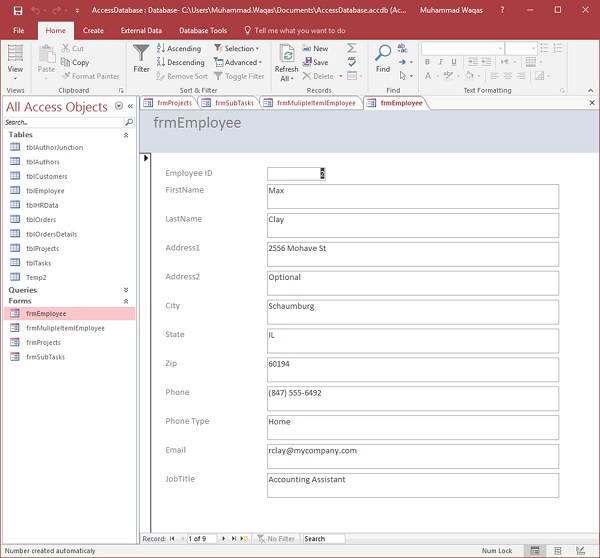 AccessDatabase : Database- C:\Users\Muhammad.Waqas\Documents\AccessDatabase.accdb (Ac...
Muhammad Waqas
File Home Create External Data Database Tools Tell me what you want to do...
View
Views
Paste
Cut
Copy
Format Painter
Clipboard
Filter
Ascending
Descending
Remove Sort
Selection
Advanced
Toggle Filter
Sort & Filter
Refresh All
Records
Find
Find
B I U
Text Formatting
All Access Objects
Search...
Tables
tblAuthorJunction
tblAuthors
tblCustomers
tblEmployee
tblHRData
tblOrders
tblOrdersDetails
tblProjects
tblTasks
Temp2
Queries
Forms
frmEmployee
frmMulipleItemIEmployee
frmProjects
frmSubTasks
frmProjects frmSubTasks frmMulipleItemIEmployee frmEmployee
frmEmployee
Employee ID 2
FirstName Max
LastName Clay
Address1 2556 Mohave St
Address2 Optional
City Schaumburg
State IL
Zip 60194
Phone (847) 555-6492
Phone Type Home
Email rclay@mycompany.com
JobTitle Accounting Assistant
Record: 1 of 9 No Filter Search
Number created automaticaly Num Lock